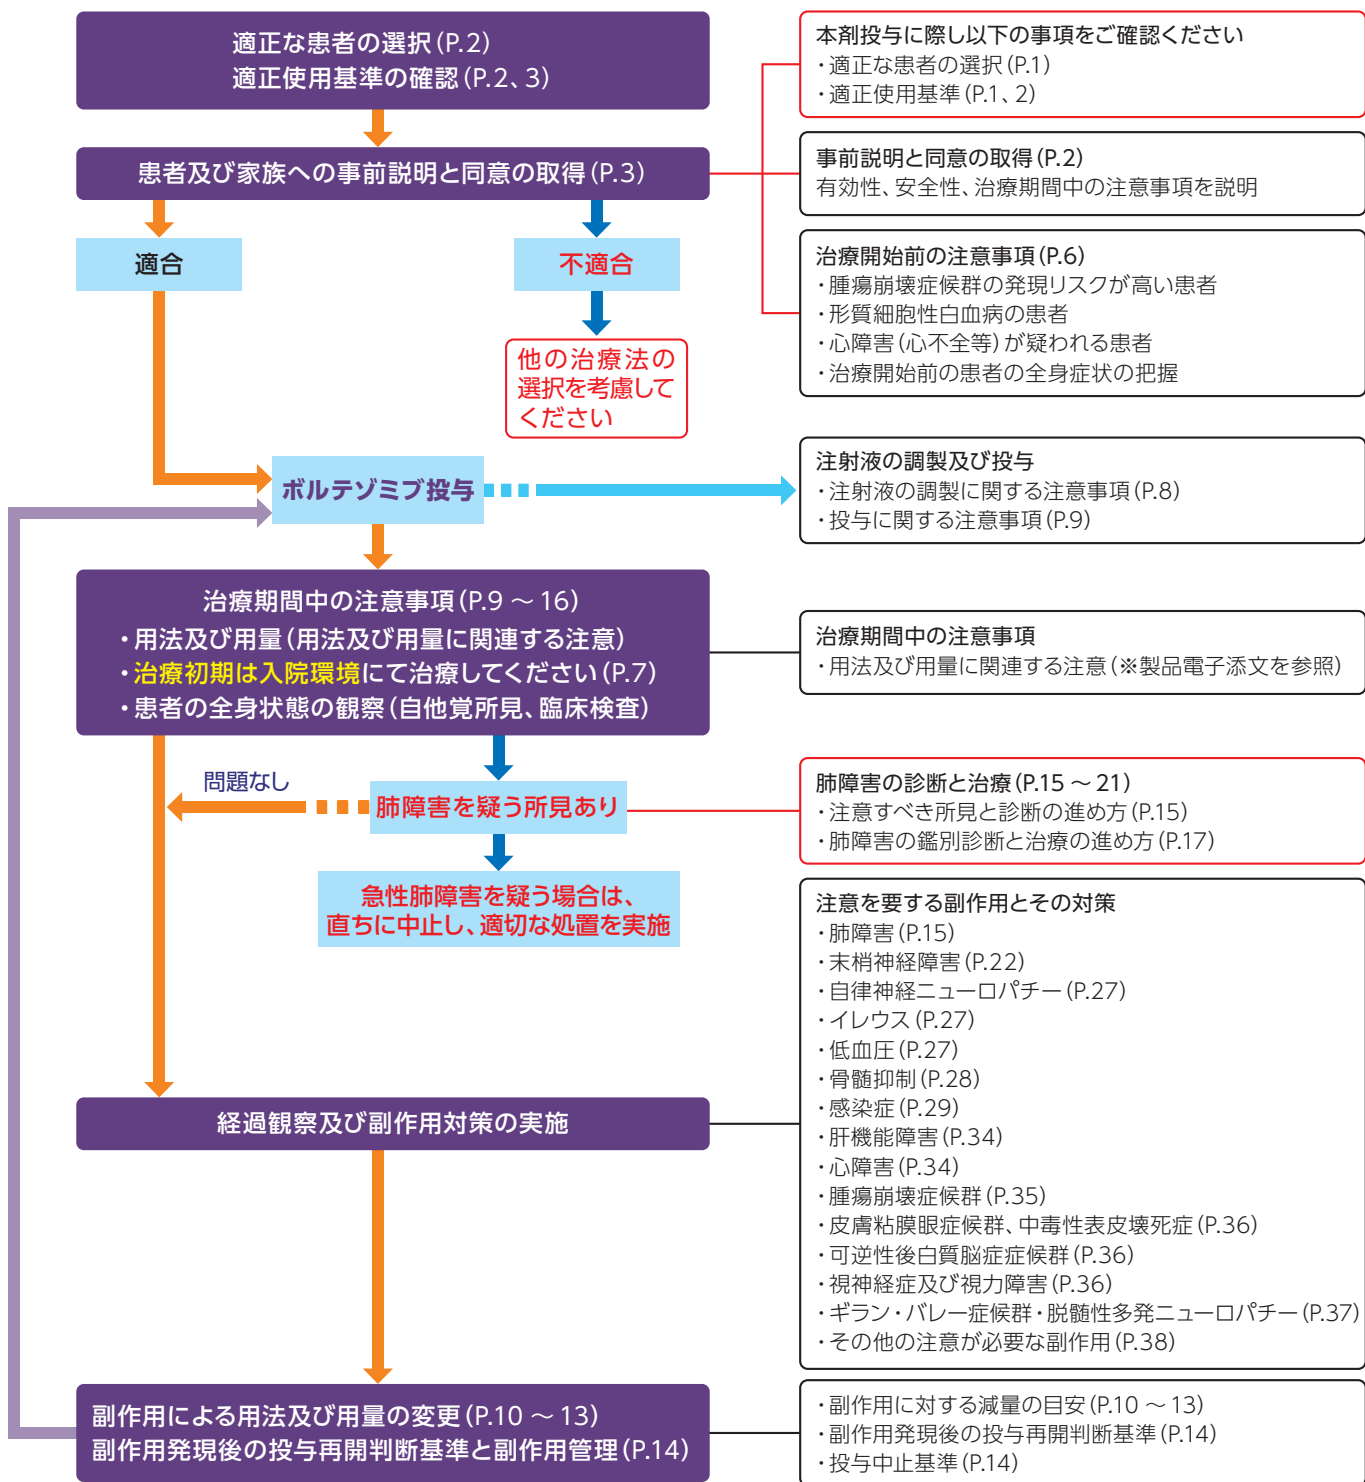 適正な患者の選択(P.2)
適正使用基準の確認(P.2、3)
本剤投与に際し以下の事項をご確認ください
・適正な患者の選択(P.1)
・適正使用基準(P.1、2)
患者及び家族への事前説明と同意の取得(P.3)
事前説明と同意の取得(P.2)
有効性、安全性、治療期間中の注意事項を説明
適合
不適合
他の治療法の
選択を考慮して
ください
治療開始前の注意事項(P.6)
・腫瘍崩壊症候群の発現リスクが高い患者
・形質細胞性白血病の患者
・心障害(心不全等)が疑われる患者
・治療開始前の患者の全身症状の把握
ボルテゾミブ投与
注射液の調製及び投与
・注射液の調製に関する注意事項(P.8)
・投与に関する注意事項(P.9)
治療期間中の注意事項(P.9 ~ 16)
・用法及び用量(用法及び用量に関連する注意)
・治療初期は入院環境にて治療してください(P.7)
・患者の全身状態の観察(自他覚所見、臨床検査)
治療期間中の注意事項
・用法及び用量に関連する注意(※製品電子添文を参照)
問題なし
肺障害を疑う所見あり
急性肺障害を疑う場合は、
直ちに中止し、適切な処置を実施
肺障害の診断と治療(P.15 ~ 21)
・注意すべき所見と診断の進め方(P.15)
・肺障害の鑑別診断と治療の進め方(P.17)
経過観察及び副作用対策の実施
注意を要する副作用とその対策
・肺障害(P.15)
・末梢神経障害(P.22)
・自律神経ニューロパチー(P.27)
・イレウス(P.27)
・低血圧(P.27)
・骨髄抑制(P.28)
・感染症(P.29)
・肝機能障害(P.34)
・心障害(P.34)
・腫瘍崩壊症候群(P.35)
・皮膚粘膜眼症候群、中毒性表皮壊死症(P.36)
・可逆性後白質脳症症候群(P.36)
・視神経症及び視力障害(P.36)
・ギラン・バレー症候群・脱髄性多発ニューロパチー(P.37)
・その他の注意が必要な副作用(P.38)
副作用による用法及び用量の変更(P.10 ~ 13)
副作用発現後の投与再開判断基準と副作用管理(P.14)
・副作用に対する減量の目安(P.10 ~ 13)
・副作用発現後の投与再開判断基準(P.14)
・投与中止基準(P.14)